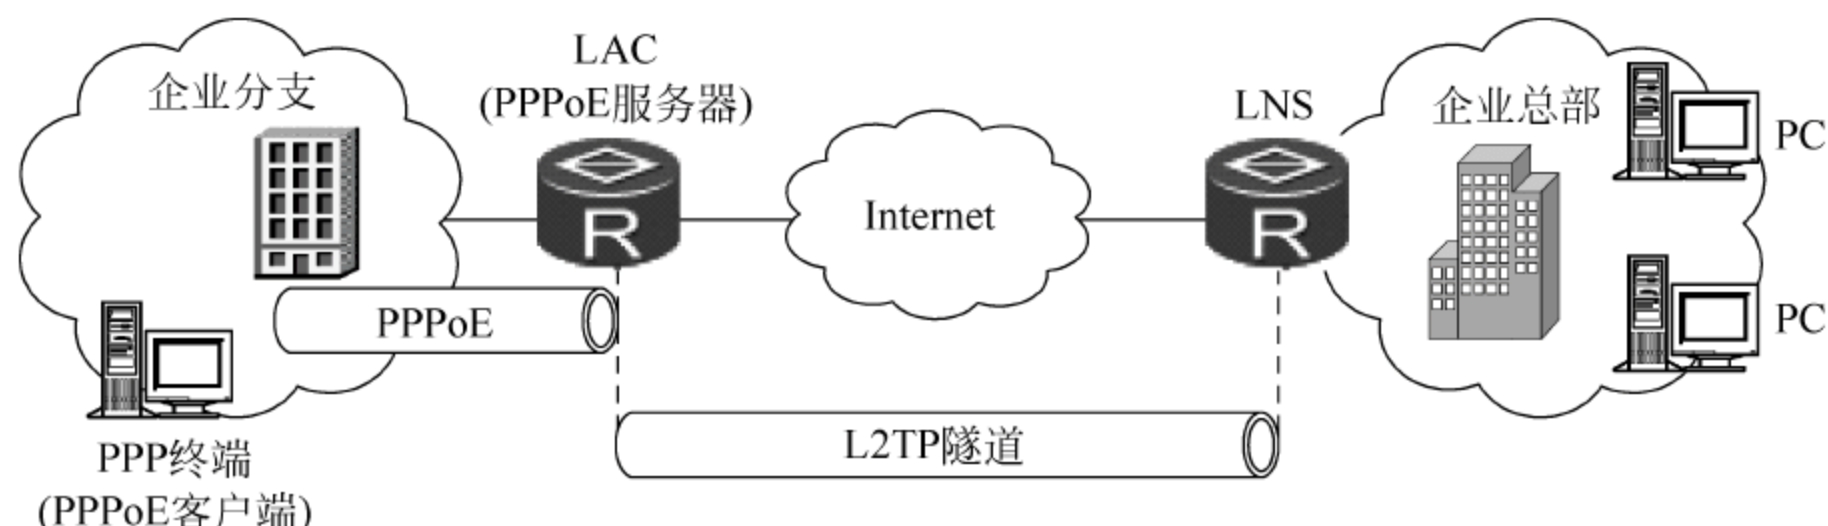 企业分支
LAC
(PPPoE服务器)
Internet
LNS
企业总部
PC
PC
PPPoE
L2TP隧道
PPP终端
(PPPoE客户端)